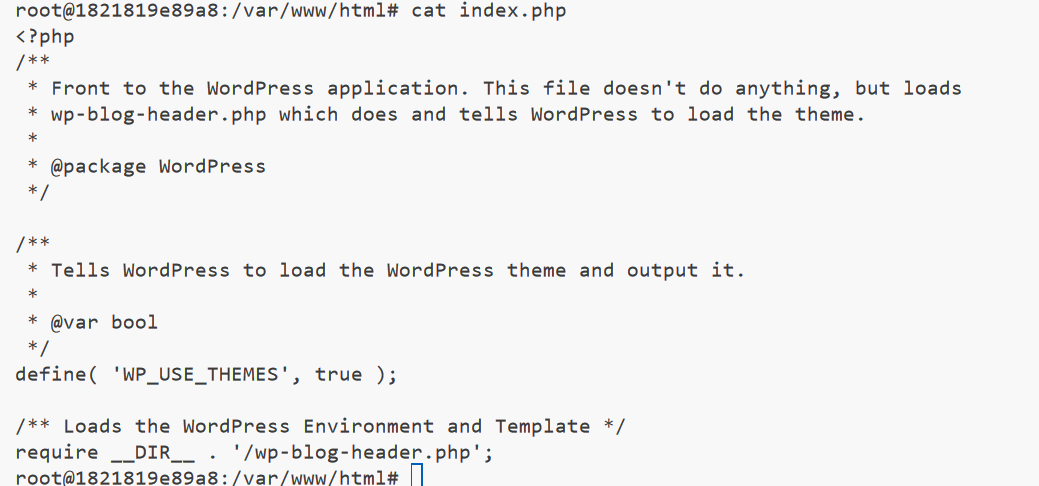 root@1821819e89a8:/var/www/html# cat index.php
<?php
/**
 * Front to the WordPress application. This file doesn't do anything, but loads
 * wp-blog-header.php which does and tells WordPress to load the theme.
 *
 * @package WordPress
 */

/**
 * Tells WordPress to load the WordPress theme and output it.
 *
 * @var bool
 */
define( 'WP_USE_THEMES', true );

/** Loads the WordPress Environment and Template */
require __DIR__ . '/wp-blog-header.php';
root@1821819e89a8:/var/www/html#